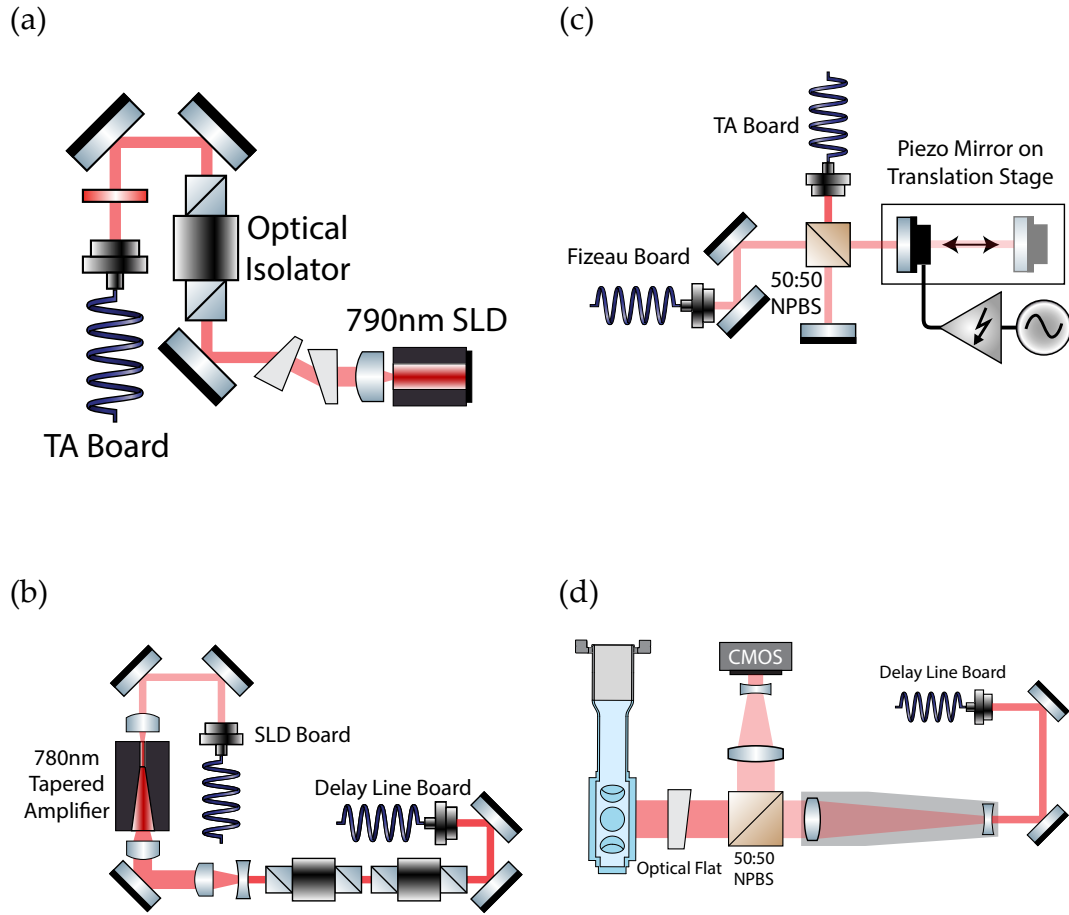 (a)
Optical
Isolator
790nm SLD
TA Board
(c)
TA Board
Piezo Mirror on
Translation Stage
Fizeau Board
50:50
NPBS
(b)
SLD Board
780nm
Tapered
Amplifier
Delay Line Board
(d)
CMOS
Delay Line Board
Optical Flat
50:50
NPBS